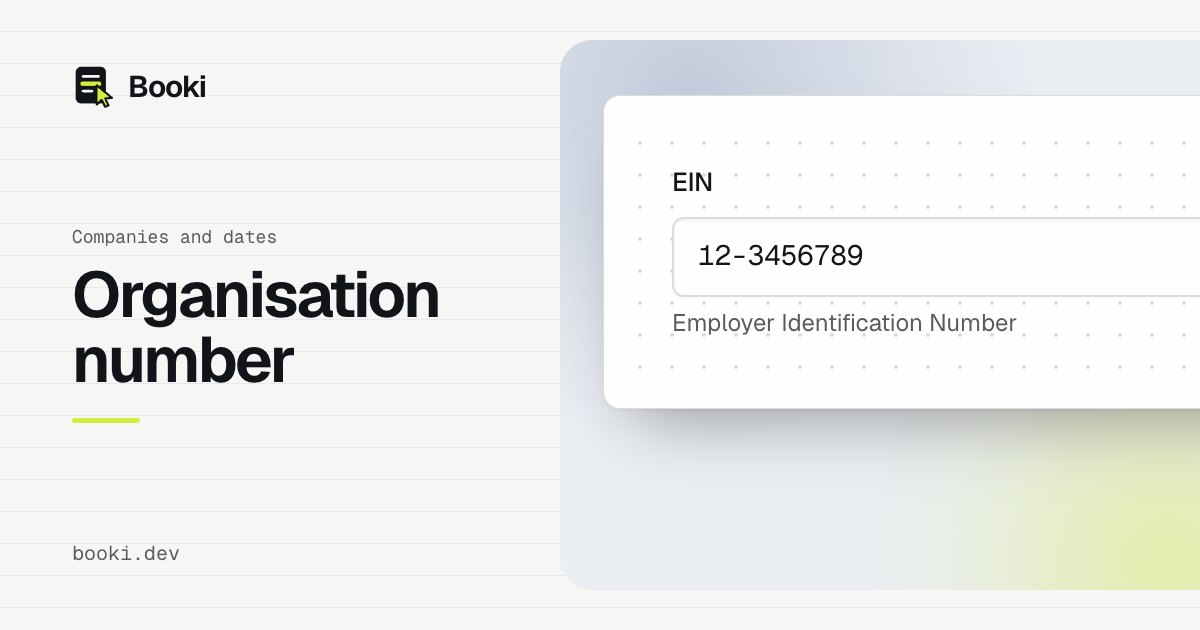 Booki
Companies and dates
Organisation
number
booki.dev
EIN
12-3456789
Employer Identification Number